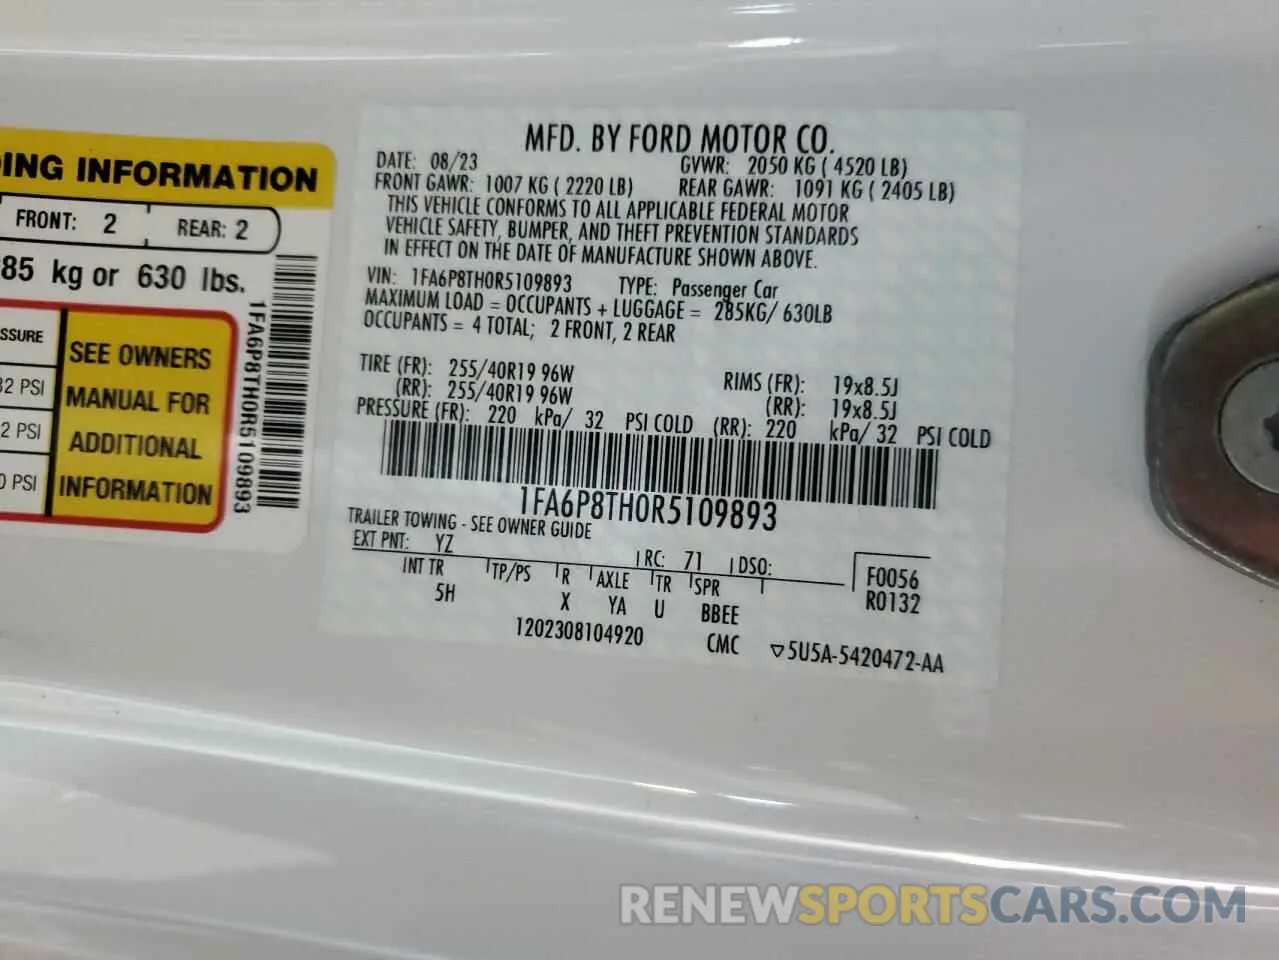 DING INFORMATION
FRONT: 2 REAR: 2
85 kg or 630 lbs.
SSURE
32 PSI
2 PSI
0 PSI
SEE OWNERS
MANUAL FOR
ADDITIONAL
INFORMATION
1FA6P8TH0R5109893
MFD. BY FORD MOTOR CO.
DATE: 08/23 GVWR: 2050 KG ( 4520 LB)
FRONT GAWR: 1007 KG ( 2220 LB) REAR GAWR: 1091 KG ( 2405 LB)
THIS VEHICLE CONFORMS TO ALL APPLICABLE FEDERAL MOTOR
VEHICLE SAFETY, BUMPER, AND THEFT PREVENTION STANDARDS
IN EFFECT ON THE DATE OF MANUFACTURE SHOWN ABOVE.
VIN: 1FA6P8TH0R5109893 TYPE: Passenger Car
MAXIMUM LOAD = OCCUPANTS + LUGGAGE = 285KG/ 630LB
OCCUPANTS = 4 TOTAL; 2 FRONT, 2 REAR
TIRE (FR): 255/40R19 96W RIMS (FR): 19x8.5J
(RR): 255/40R19 96W (RR): 19x8.5J
PRESSURE (FR): 220 kPa/ 32 PSI COLD (RR): 220 kPa/ 32 PSI COLD
1FA6P8TH0R5109893
TRAILER TOWING - SEE OWNER GUIDE
EXT PNT: YZ RC: 71 DSO:
INT TR TP/PS R AXLE TR SPR F0056
5H X YA U BBEE R0132
1202308104920 CMC 5U5A-5420472-AA
RENEWSPORTSCARS.COM